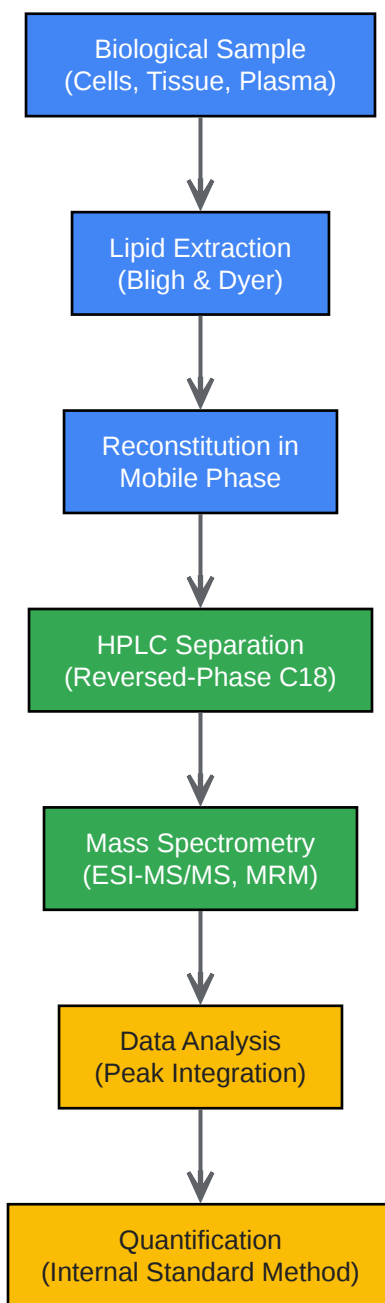 Biological Sample
(Cells, Tissue, Plasma)
Lipid Extraction
(Bligh & Dyer)
Reconstitution in
Mobile Phase
HPLC Separation
(Reversed-Phase C18)
Mass Spectrometry
(ESI-MS/MS, MRM)
Data Analysis
(Peak Integration)
Quantification
(Internal Standard Method)